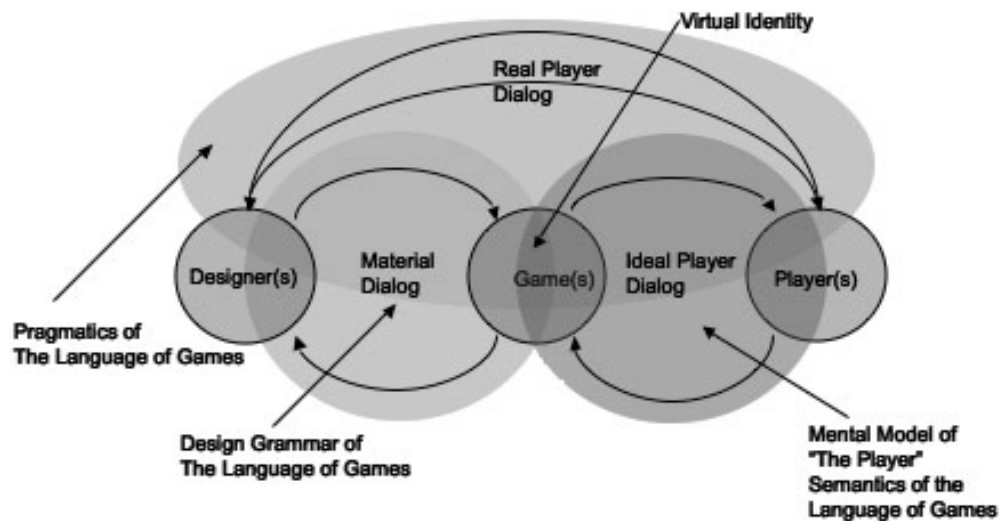 Virtual Identity
Real Player
Dialog
Designer(s)
Material
Dialog
Game(s)
Ideal Player
Dialog
Player(s)
Pragmatics of
The Language of Games
Design Grammar of
The Language of Games
Mental Model of
"The Player"
Semantics of the
Language of Games